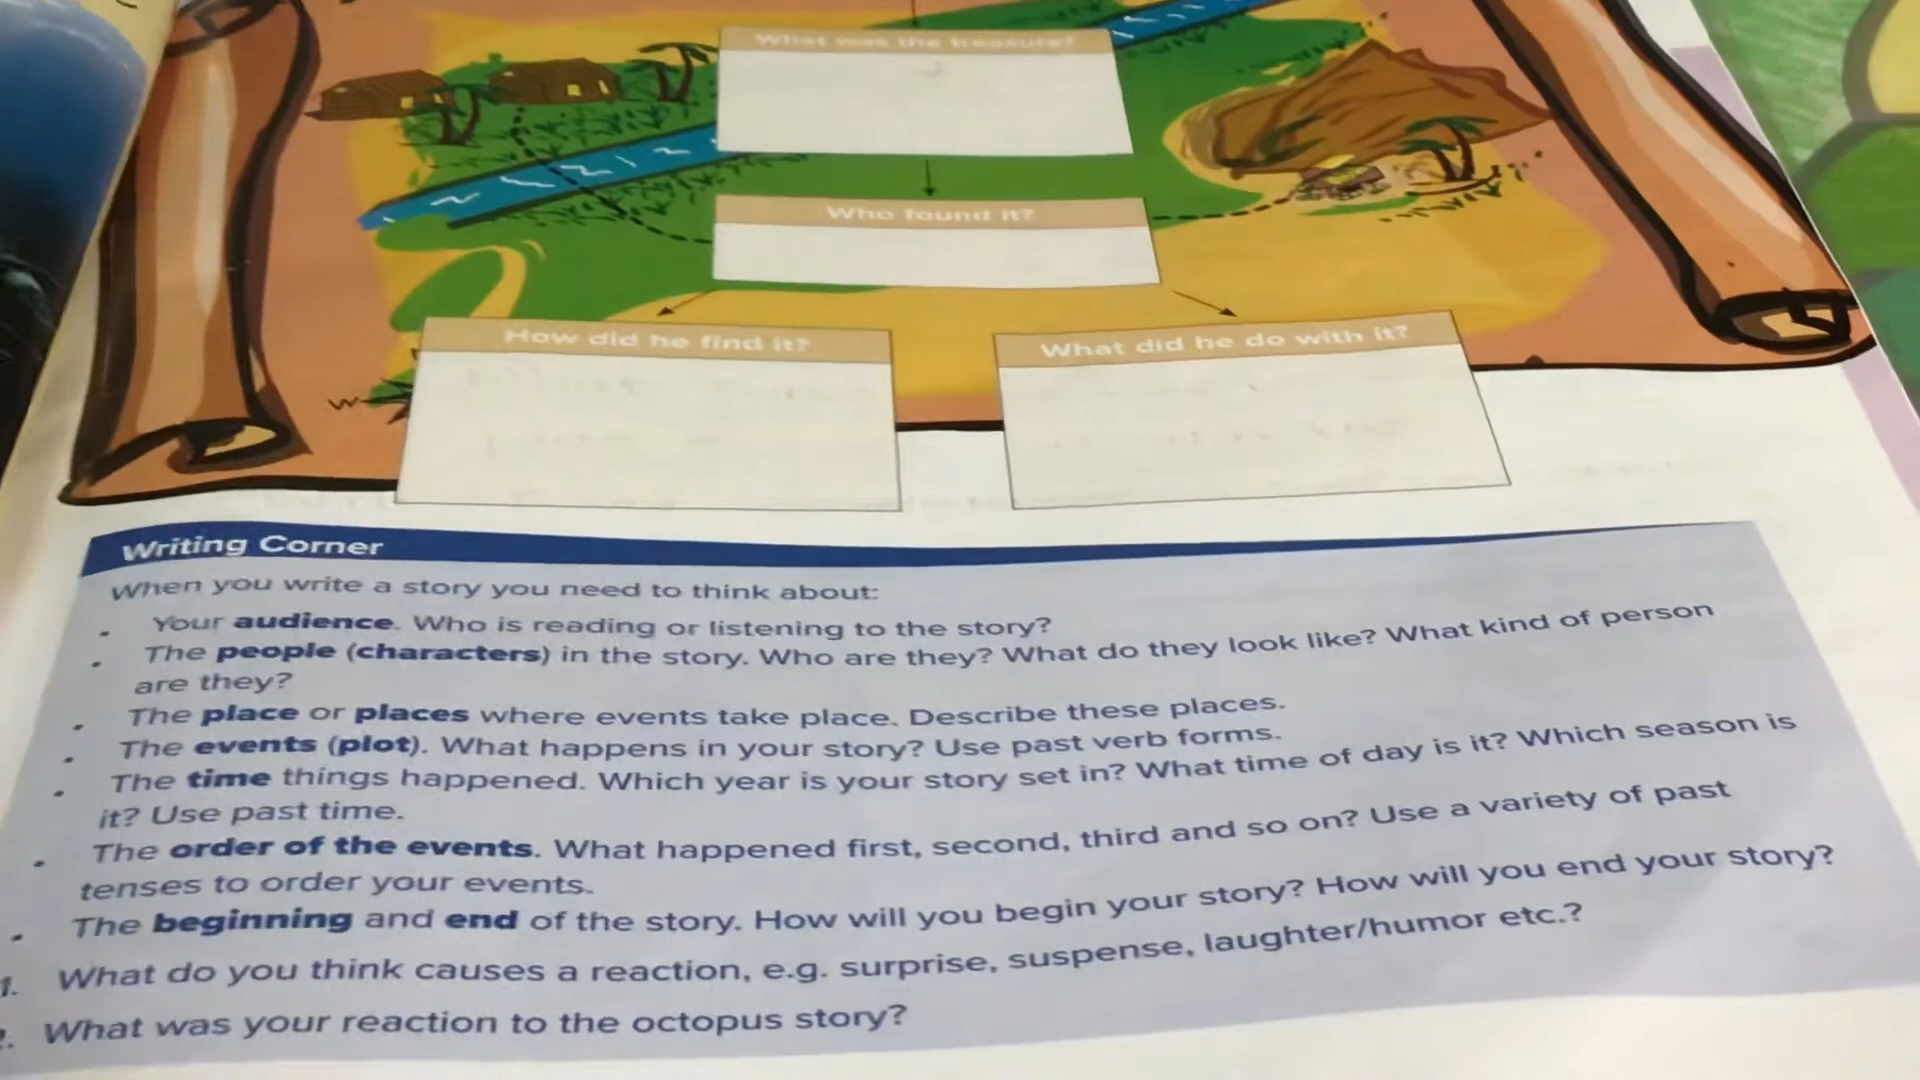 What was the treasure?
Who found it?
How did he find it?
What did he do with it?
Writing Corner
When you write a story you need to think about:
• Your audience. Who is reading or listening to the story?
• The people (characters) in the story. Who are they? What do they look like? What kind of person
are they?
• The place or places where events take place. Describe these places.
• The events (plot). What happens in your story? Use past verb forms.
• The time things happened. Which year is your story set in? What time of day is it? Which season is
it? Use past time.
• The order of the events. What happened first, second, third and so on? Use a variety of past
tenses to order your events.
• The beginning and end of the story. How will you begin your story? How will you end your story?
1. What do you think causes a reaction, e.g. surprise, suspense, laughter/humor etc.?
2. What was your reaction to the octopus story?